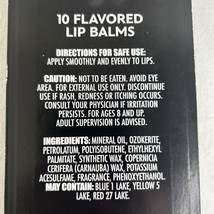 10 FLAVORED
LIP BALMS
DIRECTIONS FOR SAFE USE:
APPLY SMOOTHLY AND EVENLY TO LIPS.
CAUTION: NOT TO BE EATEN. AVOID EYE
AREA. FOR EXTERNAL USE ONLY. DISCONTINUE
USE IF RASH, REDNESS OR ITCHING OCCURS.
CONSULT YOUR PHYSICIAN IF IRRITATION
PERSISTS. FOR AGES 8 AND UP.
ADULT SUPERVISION IS ADVISED.
INGREDIENTS: MINERAL OIL, OZOKERITE,
PETROLATUM, POLYISOBUTENE, ETHYLHEXYL
PALMITATE, SYNTHETIC WAX, COPERNICIA
CERIFERA (CARNAUBA) WAX, POTASSIUM
ACESULFAME, FRAGRANCE, PHENOXYETHANOL.
MAY CONTAIN: BLUE 1 LAKE, YELLOW 5
LAKE, RED 27 LAKE.